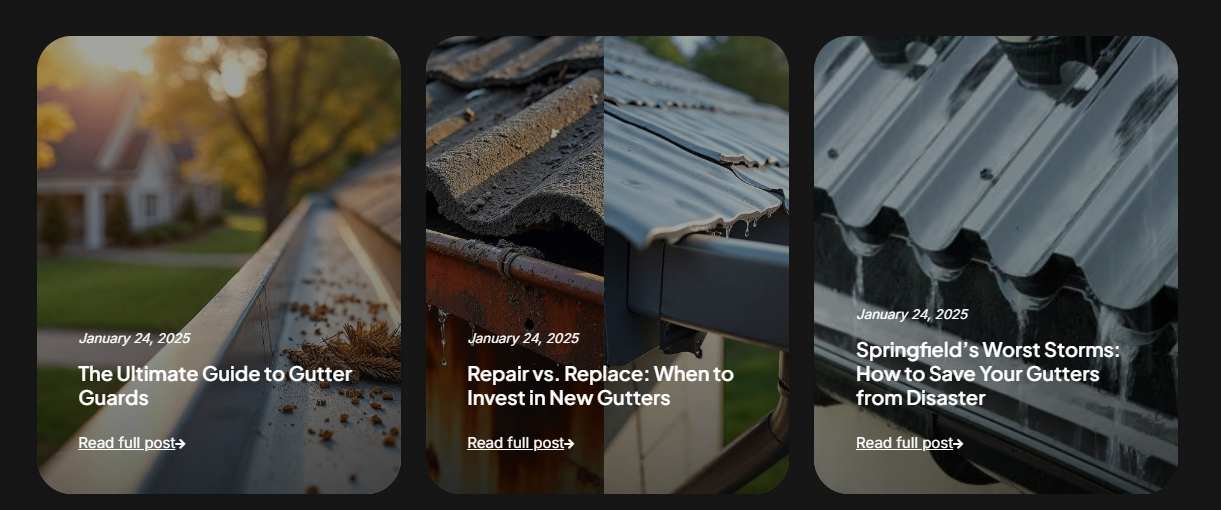 January 24, 2025
The Ultimate Guide to Gutter
Guards
Read full post→
January 24, 2025
Repair vs. Replace: When to
Invest in New Gutters
Read full post→
January 24, 2025
Springfield’s Worst Storms:
How to Save Your Gutters
from Disaster
Read full post→